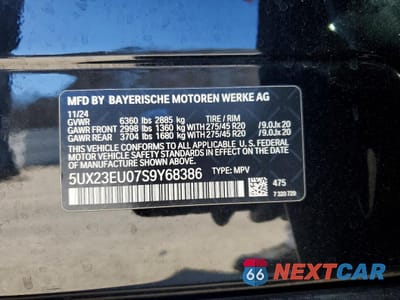 MFD BY BAYERISCHE MOTOREN WERKE AG
11/24
GVWR 6360 lbs 2885 kg TIRE / RIM
GAWR FRONT 2998 lbs 1360 kg WITH 275/45 R20 /9.0Jx20
GAWR REAR 3704 lbs 1680 kg WITH 275/45 R20 /9.0Jx20
THIS VEHICLE CONFORMS TO ALL APPLICABLE U.S. FEDERAL
MOTOR VEHICLE SAFETY STANDARDS IN EFFECT ON THE DATE
OF MANUFACTURE SHOWN ABOVE.
5UX23EU07S9Y68386 TYPE: MPV
475
7 320 720
66 NEXTCAR